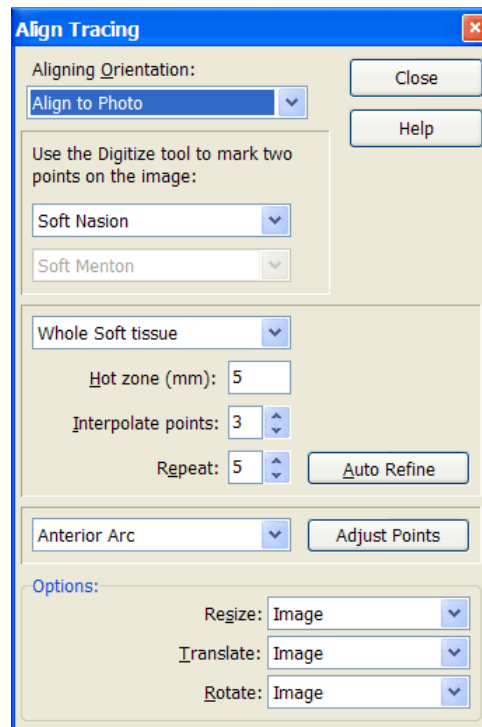 Align Tracing
Aligning Orientation:
Close
Align to Photo
Help
Use the Digitize tool to mark two
points on the image:
Soft Nasion
Soft Menton
Whole Soft tissue
Hot zone (mm): 5
Interpolate points: 3
Repeat: 5
Auto Refine
Anterior Arc
Adjust Points
Options:
Resize: Image
Translate: Image
Rotate: Image